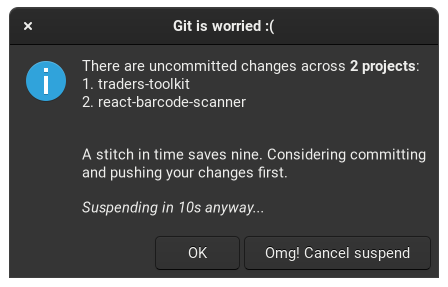 Git is worried :(
There are uncommitted changes across 2 projects:
1. traders-toolkit
2. react-barcode-scanner
A stitch in time saves nine. Considering committing
and pushing your changes first.
Suspending in 10s anyway...
OK
Omg! Cancel suspend